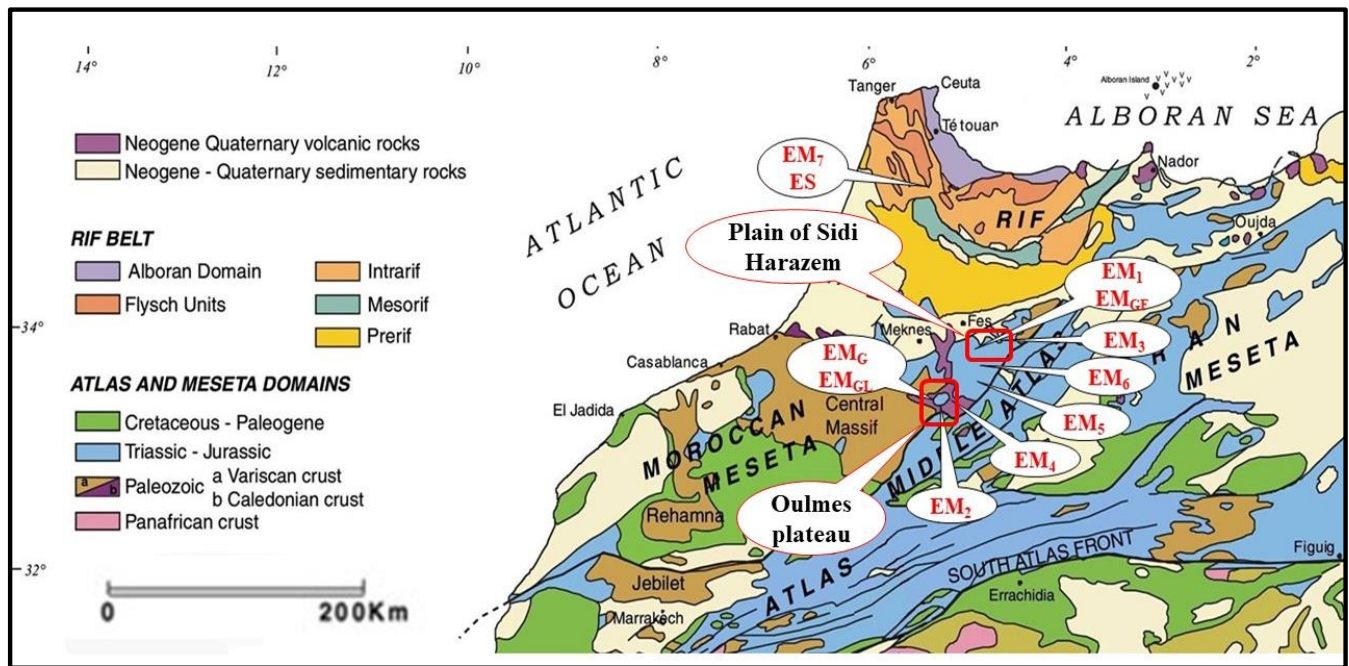 14°
12°
10°
8°
6°
4°
2°
Neogene Quaternary volcanic rocks
Neogene - Quaternary sedimentary rocks
RIF BELT
Alboran Domain
Intrarif
Flysch Units
Mesorif
Prerif
ATLAS AND MESETA DOMAINS
Cretaceous - Paleogene
Triassic - Jurassic
a
b
Paleozoic
a Variscan crust
b Caledonian crust
Panafrican crust
0
200Km
34°
32°
ATLANTIC
OCEAN
ALBORAN SEA
Alboran Island
v v v v
Tanger
Ceuta
Tétouan
Nador
Oujda
RIF
EM7
ES
Plain of Sidi
Harazem
EM1
EMGF
EM3
EM6
EM5
EM4
EM2
EMG
EMGL
Oulmes
plateau
Fes
Meknes
Rabat
Casablanca
El Jadida
Central
Massif
MOROCCAN
MESETA
MIDDLE ATLAS
RAN
MESETA
Rehamna
Jebilet
Marrakech
ATLAS
SOUTH ATLAS FRONT
Errachidia
Figuig